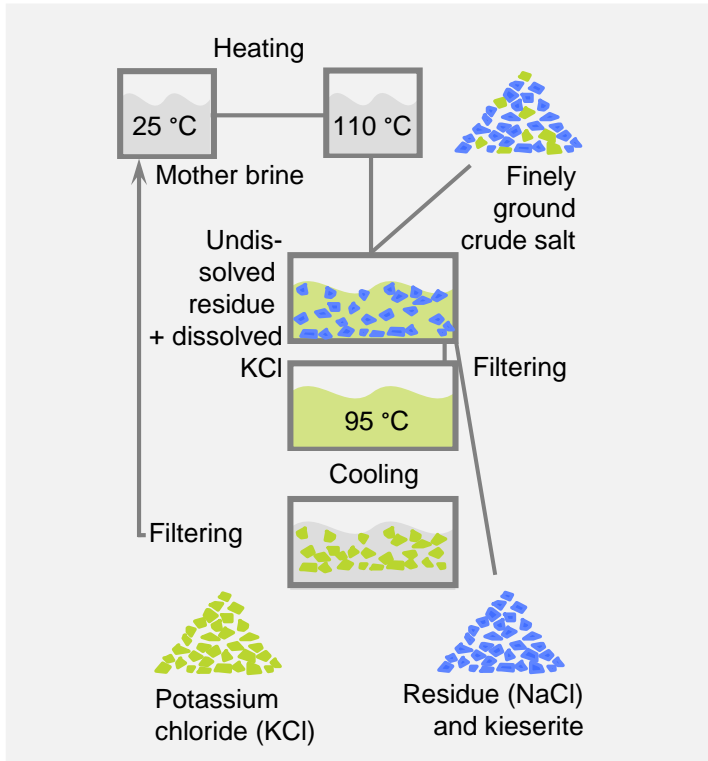 Heating
25 °C
110 °C
Mother brine
Finely
ground
crude salt
Undis-
solved
residue
+ dissolved
KCl
Filtering
95 °C
Cooling
Filtering
Potassium
chloride (KCl)
Residue (NaCl)
and kieserite